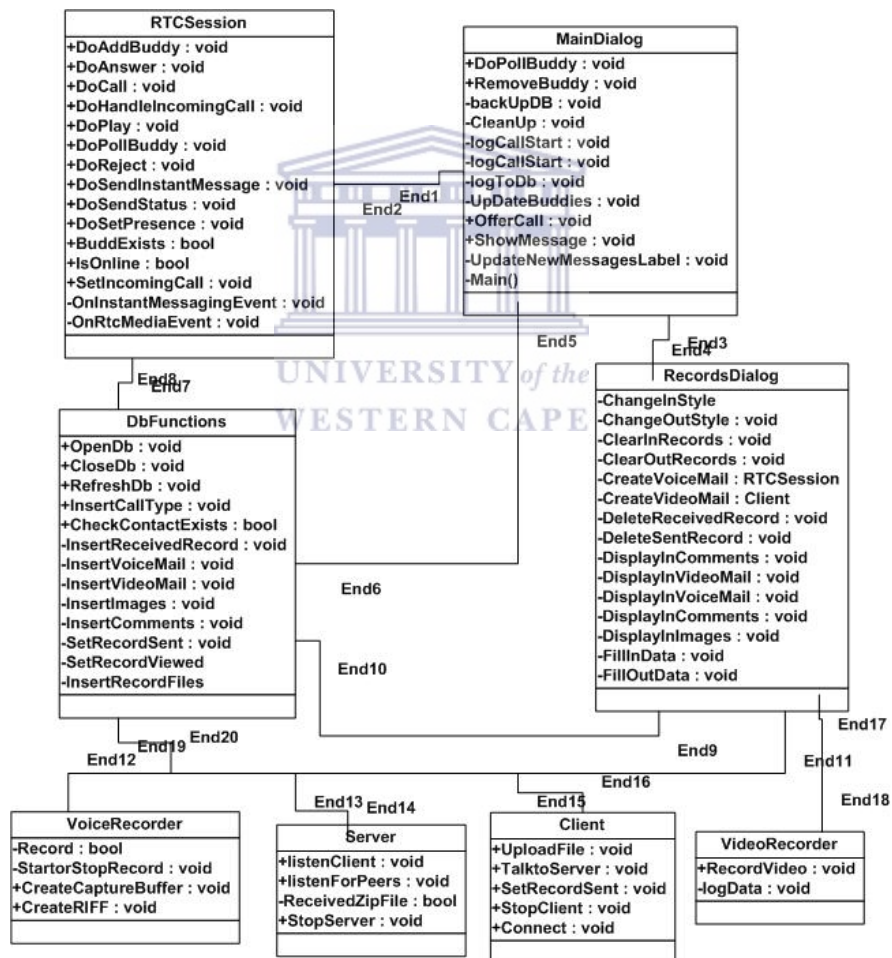 RTCSession
+DoAddBuddy : void
+DoAnswer : void
+DoCall : void
+DoHandleIncomingCall : void
+DoPlay : void
+DoPollBuddy : void
+DoReject : void
+DoSendInstantMessage : void
+DoSendStatus : void
+DoSetPresence : void
+BuddExists : bool
+IsOnline : bool
+SetIncomingCall : void
-OnInstantMessagingEvent : void
-OnRtcMediaEvent : void
MainDialog
+DoPollBuddy : void
+RemoveBuddy : void
-backUpDB : void
-CleanUp : void
-logCallStart : void
-logCallStart : void
-logToDb : void
-UpDateBuddies : void
+OfferCall : void
+ShowMessage : void
-UpdateNewMessagesLabel : void
-Main()
End1
End2
End5
End3
End4
End8
End7
UNIVERSITY of the
WESTERN CAPE
DbFunctions
+OpenDb : void
+CloseDb : void
+RefreshDb : void
+InsertCallType : void
+CheckContactExists : bool
-InsertReceivedRecord : void
-InsertVoiceMail : void
-InsertVideoMail : void
-InsertImages : void
-InsertComments : void
-SetRecordSent : void
-SetRecordViewed
-InsertRecordFiles
RecordsDialog
-ChangeInStyle
-ChangeOutStyle : void
-ClearInRecords : void
-ClearOutRecords : void
-CreateVoiceMail : RTCSession
-CreateVideoMail : Client
-DeleteReceivedRecord : void
-DeleteSentRecord : void
-DisplayInComments : void
-DisplayInVideoMail : void
-DisplayInVoiceMail : void
-DisplayInComments : void
-DisplayInImages : void
-FillInData : void
-FillOutData : void
End6
End10
End17
End20
End19
End12
End9
End11
End16
End18
End13
End14
End15
VoiceRecorder
-Record : bool
-StartorStopRecord : void
+CreateCaptureBuffer : void
+CreateRIFF : void
Server
+listenClient : void
+listenForPeers : void
-ReceivedZipFile : bool
+StopServer : void
Client
+UploadFile : void
+TalktoServer : void
+SetRecordSent : void
+StopClient : void
+Connect : void
VideoRecorder
+RecordVideo : void
-logData : void